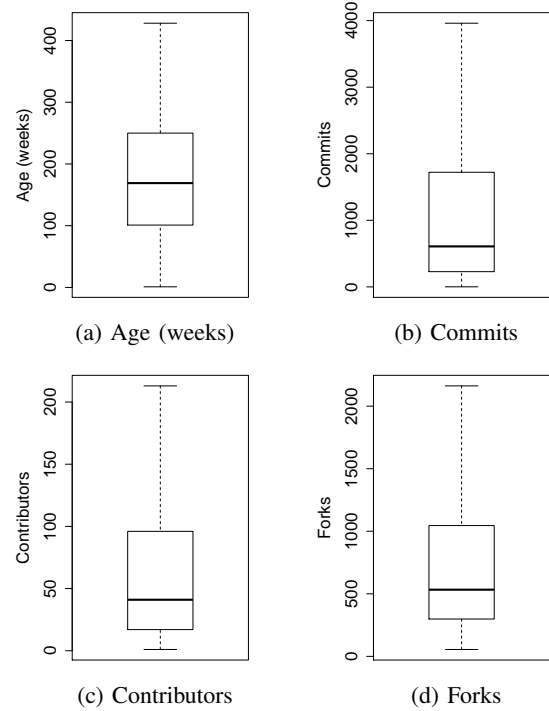 Age (weeks)
0
100
200
300
400
(a) Age (weeks)
Commits
0
1000
2000
3000
4000
(b) Commits
Contributors
0
50
100
150
200
(c) Contributors
Forks
0
500
1000
1500
2000
(d) Forks